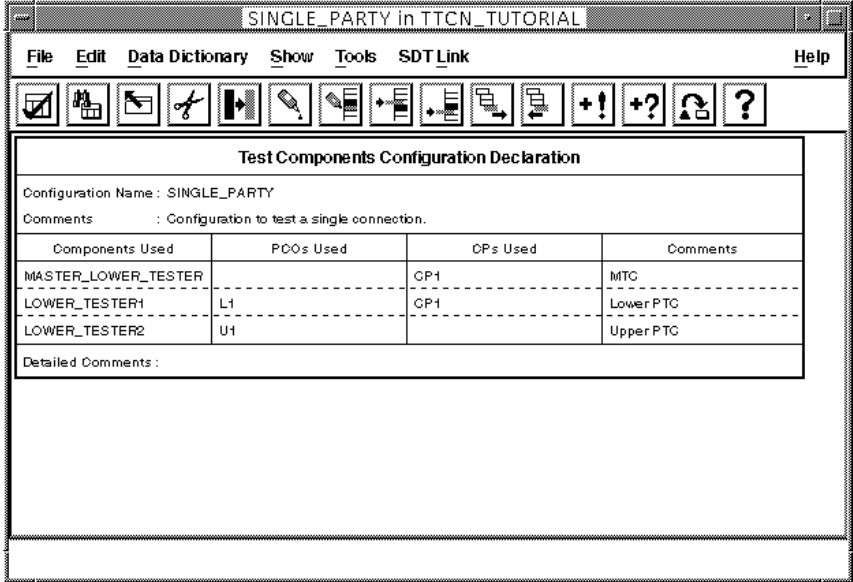 SINGLE_PARTY in TTCN_TUTORIAL
File Edit Data Dictionary Show Tools SDT Link Help
+! +? ?
Test Components Configuration Declaration
Configuration Name : SINGLE_PARTY
Comments : Configuration to test a single connection.
Components Used PCOs Used CPs Used Comments
MASTER_LOWER_TESTER CP1 MTC
LOWER_TESTER1 L1 CP1 Lower PTC
LOWER_TESTER2 U1 Upper PTC
Detailed Comments :